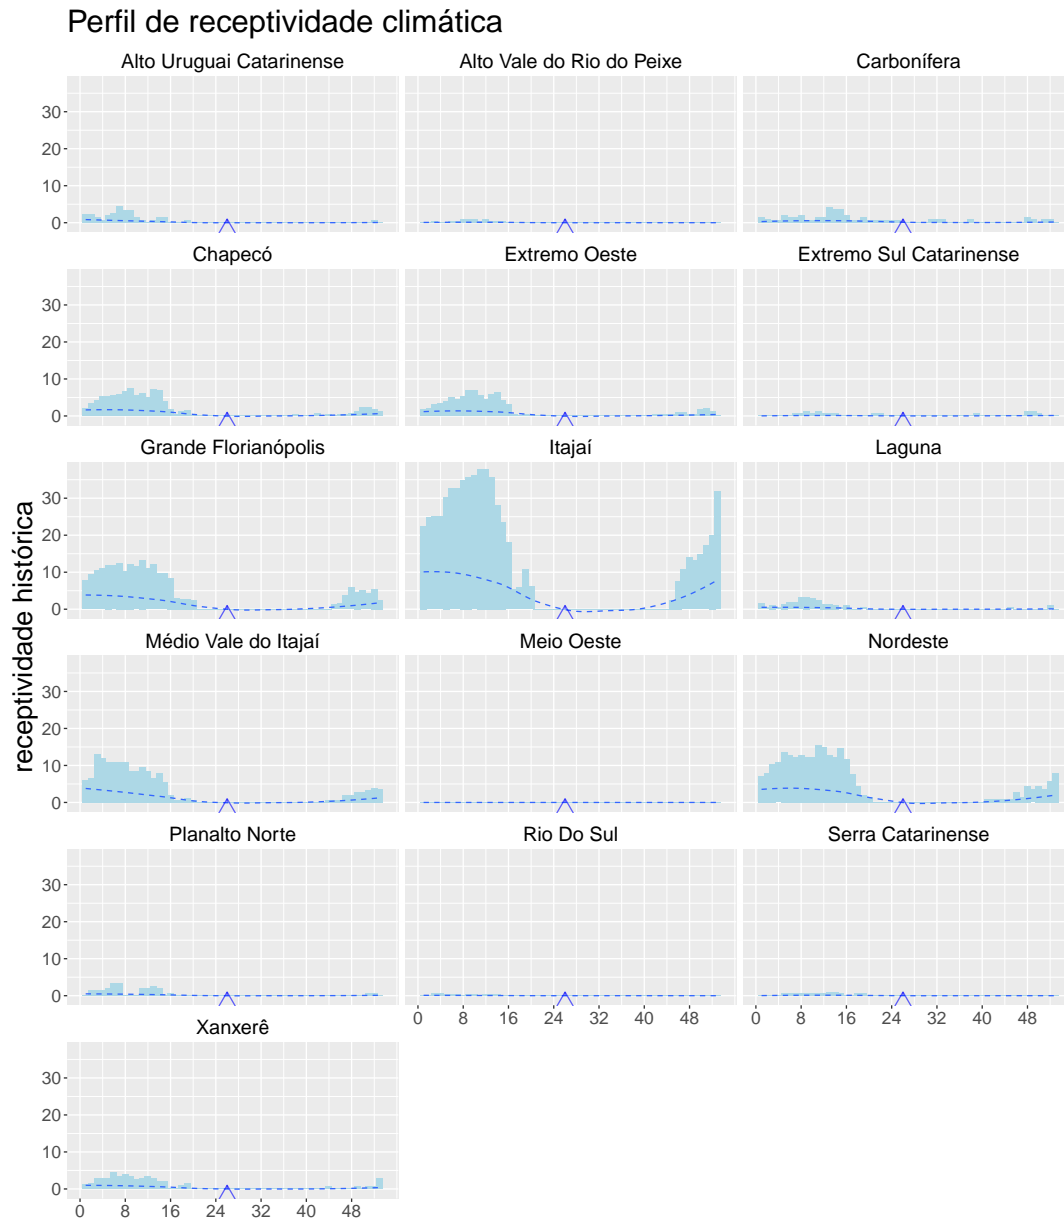 Perfil de receptividade climática
Alto Uruguai Catarinense
Alto Vale do Rio do Peixe
Carbonífera
30
20
10
0
Chapecó
Extremo Oeste
Extremo Sul Catarinense
30
20
10
0
Grande Florianópolis
Itajaí
Laguna
30
20
10
0
receptividade histórica
Médio Vale do Itajaí
Meio Oeste
Nordeste
30
20
10
0
Planalto Norte
Rio Do Sul
Serra Catarinense
30
20
10
0
0 8 16 24 32 40 48
0 8 16 24 32 40 48
Xanxerê
30
20
10
0
0 8 16 24 32 40 48